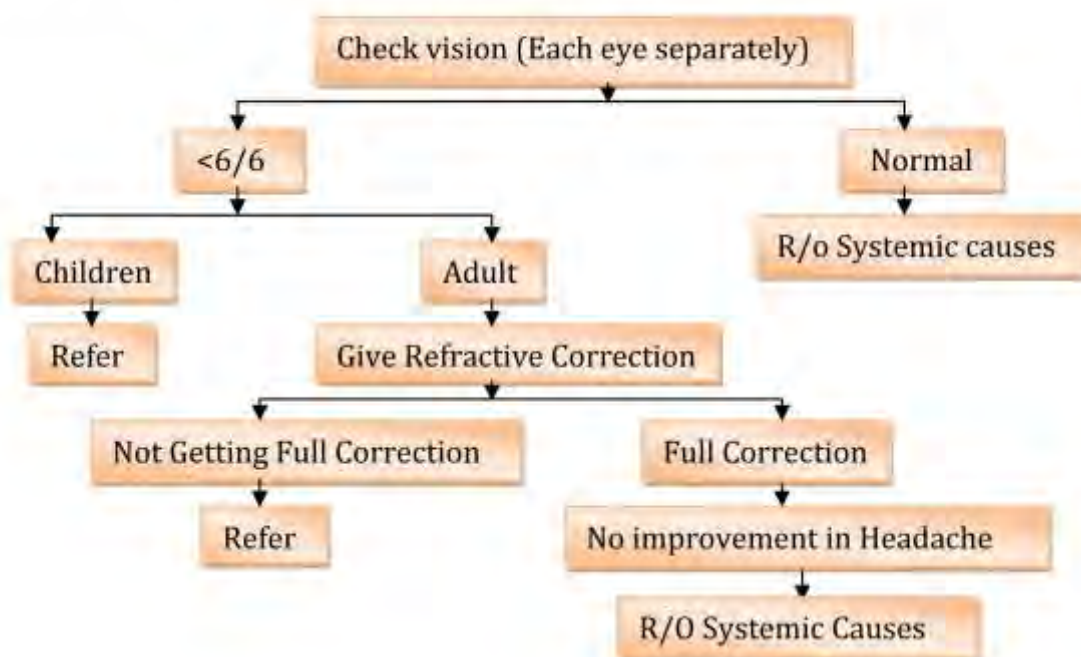 Check vision (Each eye separately)
<6/6
Normal
R/o Systemic causes
Children
Adult
Refer
Give Refractive Correction
Not Getting Full Correction
Full Correction
Refer
No improvement in Headache
R/O Systemic Causes